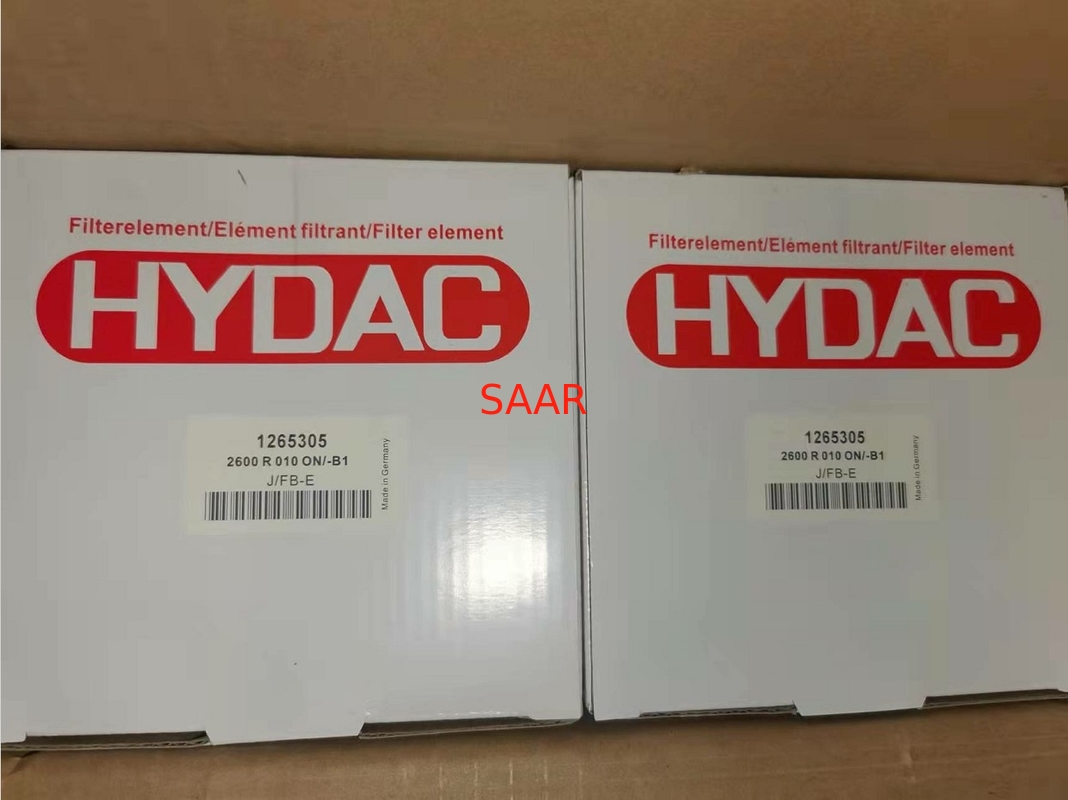 Filterelement/Elément filtrant/Filter element
HYDAC
1265305
2600 R 010 ON/-B1
J/FB-E
Made in Germany
Filterelement/Elément filtrant/Filter element
HYDAC
1265305
2600 R 010 ON/-B1
J/FB-E
Made in Germany
SAAR